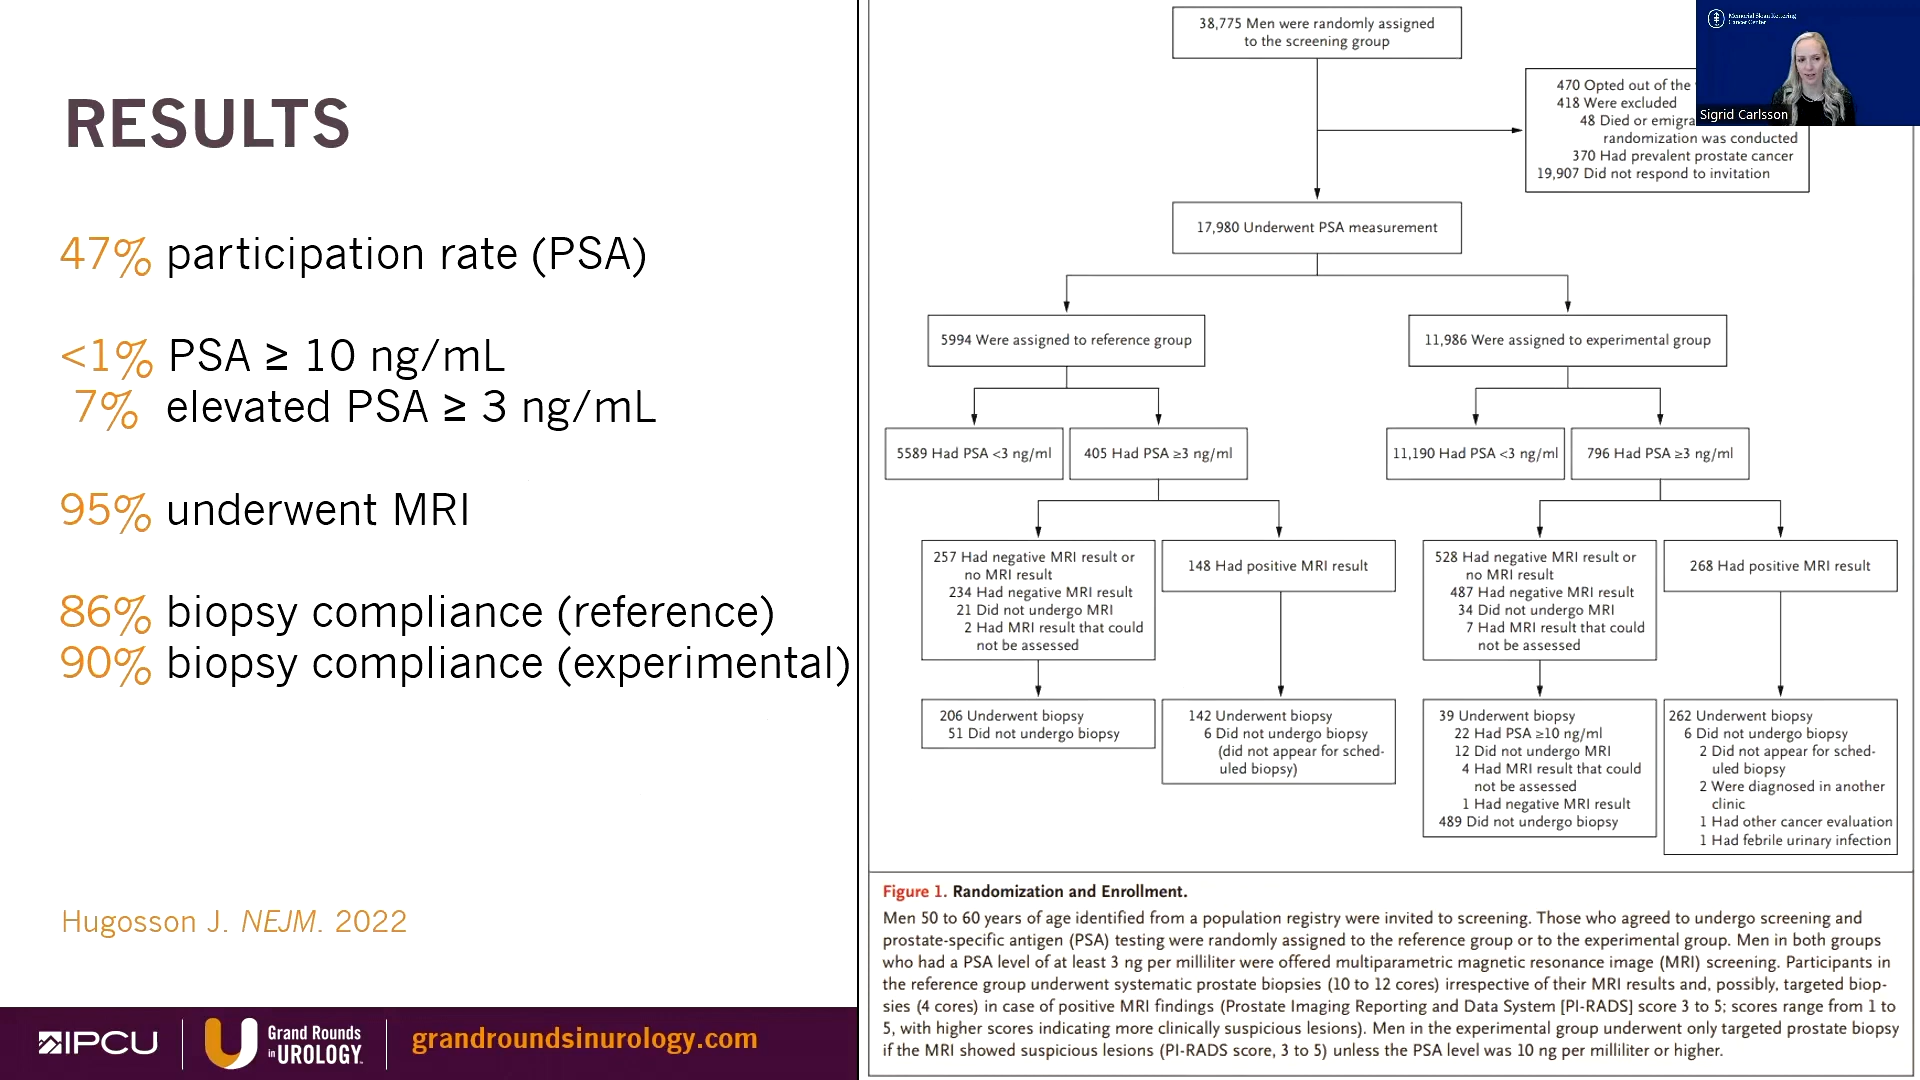 RESULTS
47% participation rate (PSA)
<1% PSA ≥ 10 ng/mL
7% elevated PSA ≥ 3 ng/mL
95% underwent MRI
86% biopsy compliance (reference)
90% biopsy compliance (experimental)
Hugosson J. NEJM. 2022
IPCU
Grand Rounds
in UROLOGY
grandroundsinurology.com
38,775 Men were randomly assigned
to the screening group
Memorial Sloan Kettering
Cancer Center
Sigrid Carlsson
470 Opted out of the
418 Were excluded
48 Died or emigra
randomization was conducted
370 Had prevalent prostate cancer
19,907 Did not respond to invitation
17,980 Underwent PSA measurement
5994 Were assigned to reference group
11,986 Were assigned to experimental group
5589 Had PSA <3 ng/ml
405 Had PSA ≥3 ng/ml
11,190 Had PSA <3 ng/ml
796 Had PSA ≥3 ng/ml
257 Had negative MRI result or
no MRI result
234 Had negative MRI result
21 Did not undergo MRI
2 Had MRI result that could
not be assessed
148 Had positive MRI result
528 Had negative MRI result or
no MRI result
487 Had negative MRI result
34 Did not undergo MRI
7 Had MRI result that could
not be assessed
268 Had positive MRI result
206 Underwent biopsy
51 Did not undergo biopsy
142 Underwent biopsy
6 Did not undergo biopsy
(did not appear for sched-
uled biopsy)
39 Underwent biopsy
22 Had PSA ≥10 ng/ml
12 Did not undergo MRI
4 Had MRI result that could
not be assessed
1 Had negative MRI result
489 Did not undergo biopsy
262 Underwent biopsy
6 Did not undergo biopsy
2 Did not appear for sched-
uled biopsy
2 Were diagnosed in another
clinic
1 Had other cancer evaluation
1 Had febrile urinary infection
Figure 1. Randomization and Enrollment.
Men 50 to 60 years of age identified from a population registry were invited to screening. Those who agreed to undergo screening and
prostate-specific antigen (PSA) testing were randomly assigned to the reference group or to the experimental group. Men in both groups
who had a PSA level of at least 3 ng per milliliter were offered multiparametric magnetic resonance image (MRI) screening. Participants in
the reference group underwent systematic prostate biopsies (10 to 12 cores) irrespective of their MRI results and, possibly, targeted biop-
sies (4 cores) in case of positive MRI findings (Prostate Imaging Reporting and Data System [PI-RADS] score 3 to 5; scores range from 1 to
5, with higher scores indicating more clinically suspicious lesions). Men in the experimental group underwent only targeted prostate biopsy
if the MRI showed suspicious lesions (PI-RADS score, 3 to 5) unless the PSA level was 10 ng per milliliter or higher.